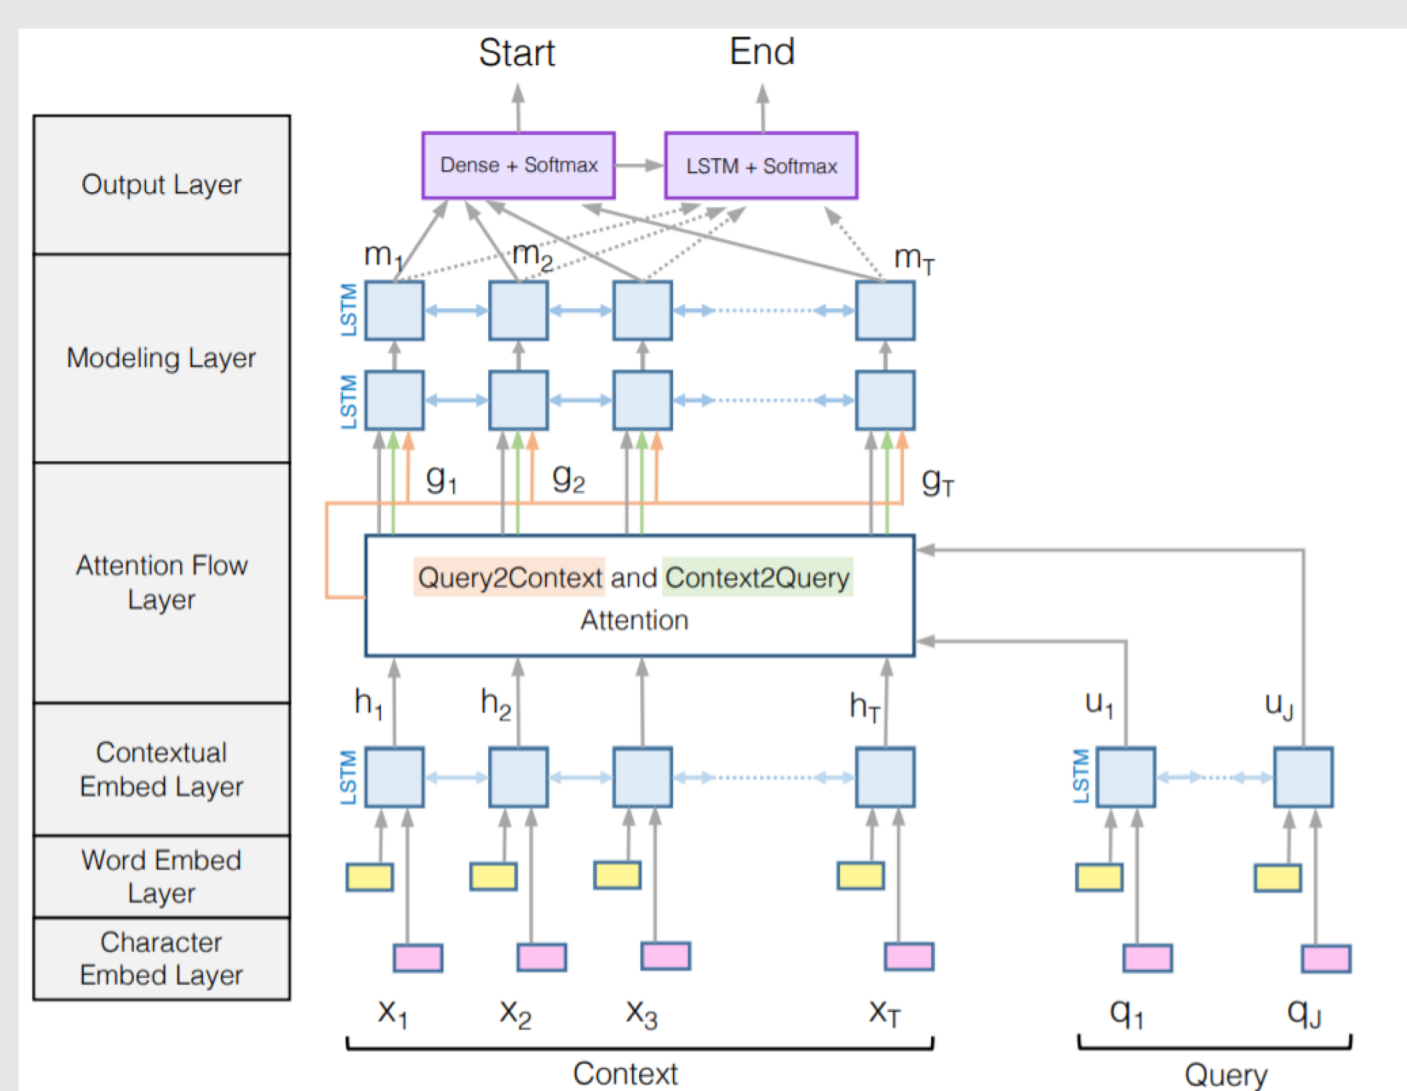 Start
End
Output Layer
Dense + Softmax
LSTM + Softmax
m1
m2
mT
LSTM
Modeling Layer
LSTM
g1
g2
gT
Attention Flow
Layer
Query2Context and Context2Query
Attention
h1
h2
hT
u1
uJ
Contextual
Embed Layer
LSTM
LSTM
Word Embed
Layer
Character
Embed Layer
x1
x2
x3
xT
q1
qJ
Context
Query